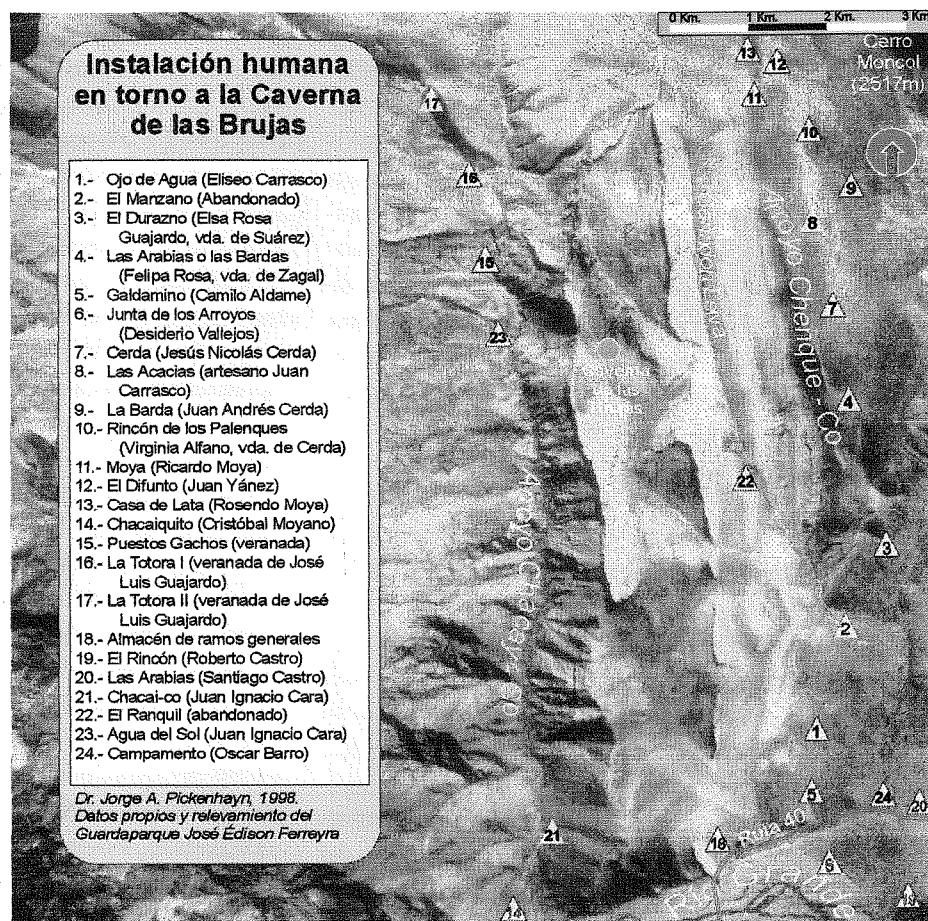 Instalación humana
en torno a la Caverna
de las Brujas
1.- Ojo de Agua (Eliseo Carrasco)
2.- El Manzano (Abandonado)
3.- El Durazno (Elsa Rosa
Guajardo, vda. de Suárez)
4.- Las Arabias o las Bardas
(Felipa Rosa, vda. de Zagal)
5.- Galdamino (Camilo Aldame)
6.- Junta de los Arroyos
(Desiderio Vallejos)
7.- Cerda (Jesús Nicolás Cerda)
8.- Las Acacias (artesano Juan
Carrasco)
9.- La Barda (Juan Andrés Cerda)
10.- Rincón de los Palenques
(Virginia Alfano, vda. de Cerda)
11.- Moya (Ricardo Moya)
12.- El Difunto (Juan Yánez)
13.- Casa de Lata (Rosendo Moya)
14.- Chacaiquito (Cristóbal Moyano)
15.- Puestos Gachos (veranada)
16.- La Totora I (veranada de José
Luis Guajardo)
17.- La Totora II (veranada de José
Luis Guajardo)
18.- Almacén de ramos generales
19.- El Rincón (Roberto Castro)
20.- Las Arabias (Santiago Castro)
21.- Chacai-co (Juan Ignacio Cara)
22.- El Ranquil (abandonado)
23.- Agua del Sol (Juan Ignacio Cara)
24.- Campamento (Oscar Barro)
Dr. Jorge A. Pickenhayn, 1998.
Datos propios y relevamiento del
Guardaparque José Édison Ferreyra
0 Km. 1 Km. 2 Km. 3 Km
Cerro
Moncol
(2517m)
13
12
11
17
10
16
9
8
15
7
23
Arroyo Chenque-Co
4
22
3
2
1
5
24
20
21
18
Ruta 40
14